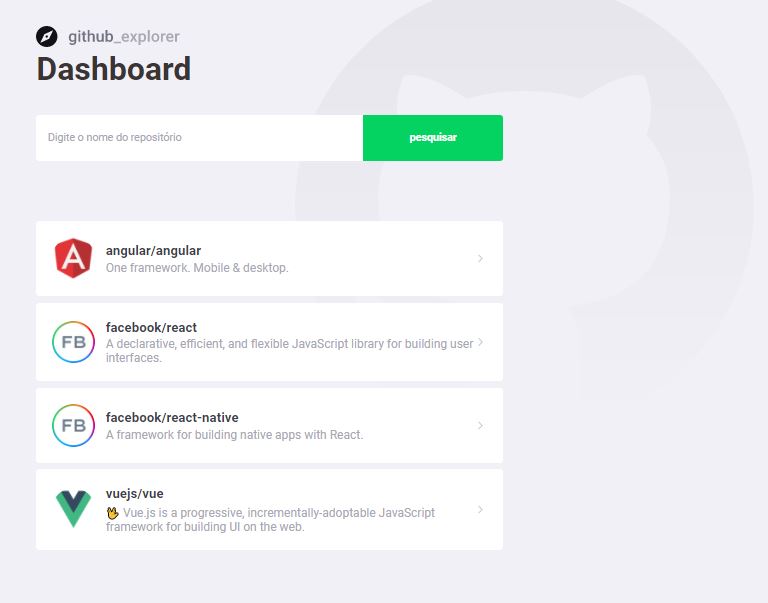 github_explorer
Dashboard
Digite o nome do repositório
pesquisar
angular/angular
One framework. Mobile & desktop.
facebook/react
FB
A declarative, efficient, and flexible JavaScript library for building user
interfaces.
facebook/react-native
FB
A framework for building native apps with React.
vuejs/vue
🖖 Vue.js is a progressive, incrementally-adoptable JavaScript
framework for building UI on the web.